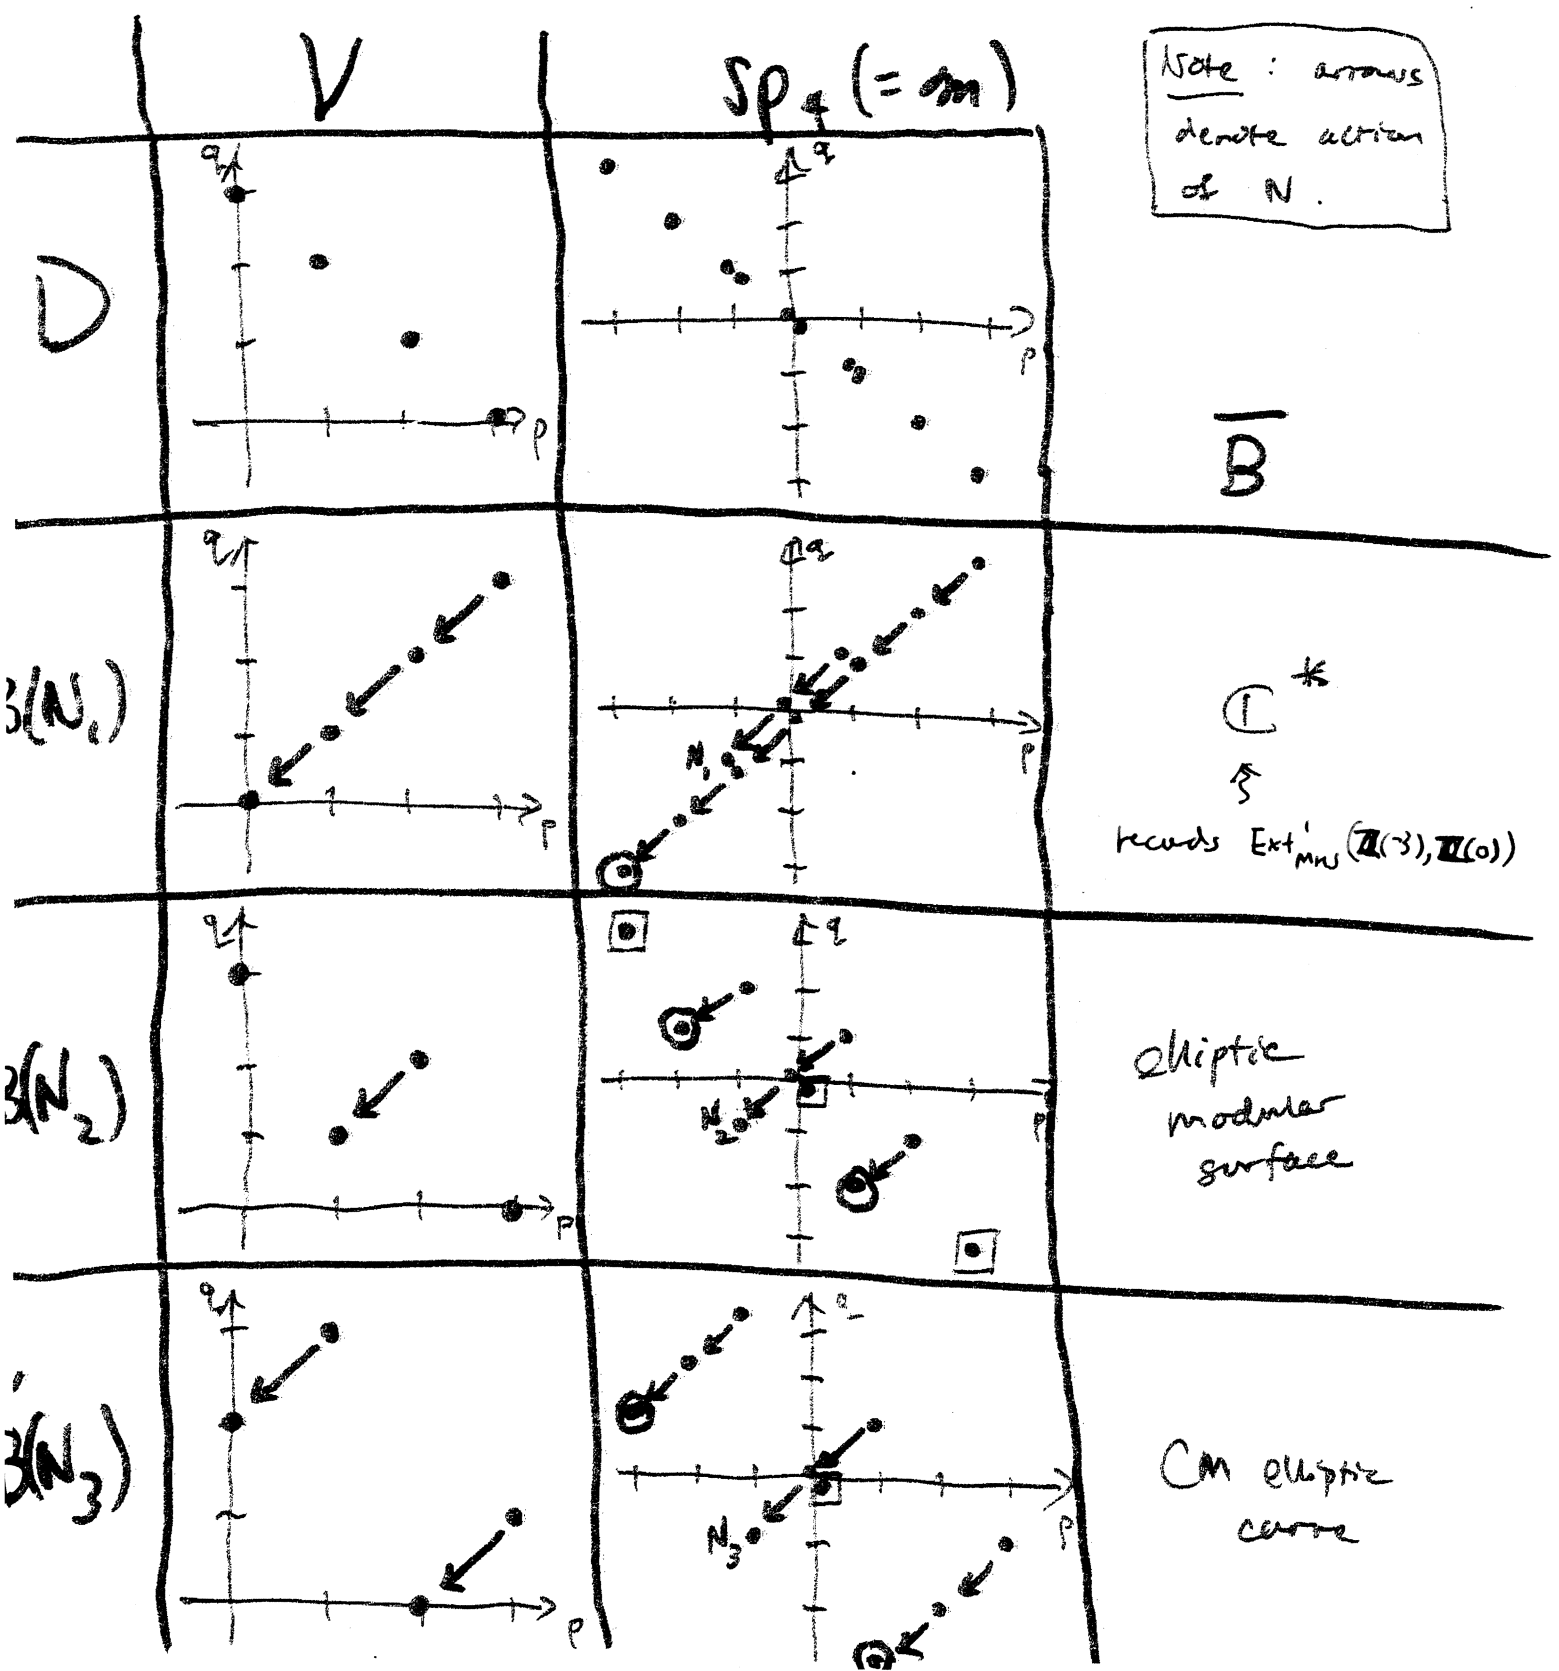 V
Sp₄ (= m)
Note : arrows
denote action
of N .
D
q
p
q
p
B̅
B(N₁)
q
p
q
p
N₁
ℂ*
records Ext¹_MHS (ℤ(-3), ℤ(0))
B(N₂)
q
p
q
p
N₂
elliptic
modular
surface
B'(N₃)
q
p
q
p
N₃
CM elliptic
curve